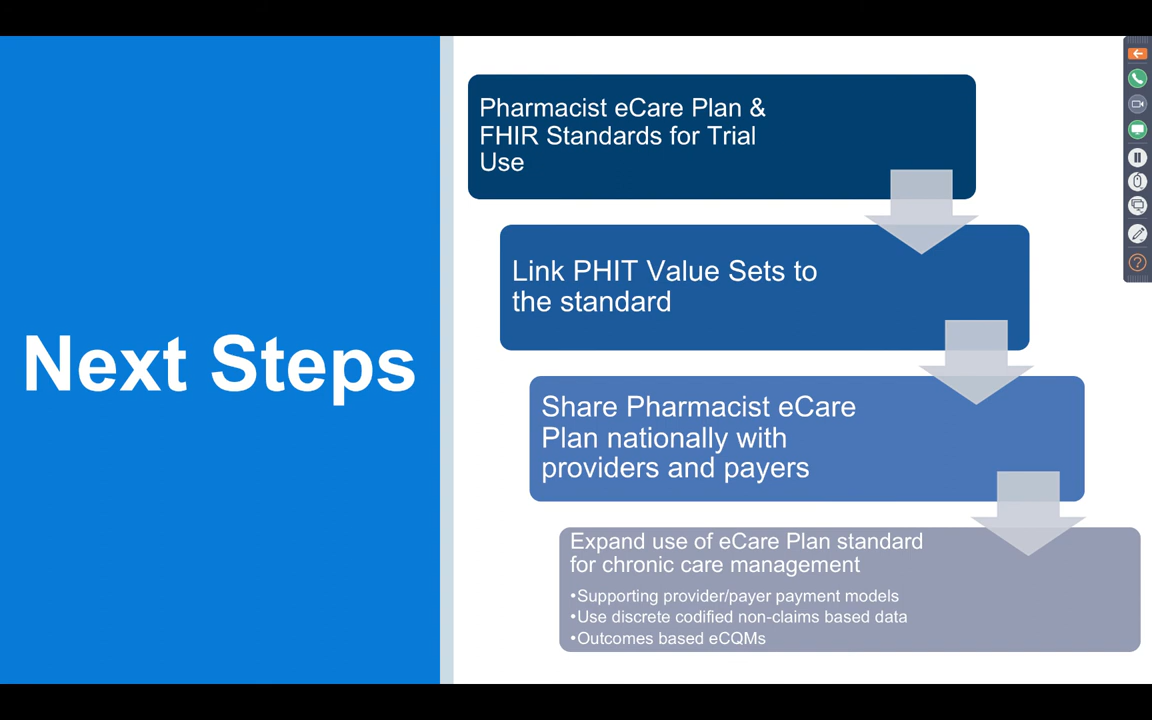 Next Steps
Pharmacist eCare Plan &
FHIR Standards for Trial
Use
Link PHIT Value Sets to
the standard
Share Pharmacist eCare
Plan nationally with
providers and payers
Expand use of eCare Plan standard
for chronic care management
•Supporting provider/payer payment models
•Use discrete codified non-claims based data
•Outcomes based eCQMs